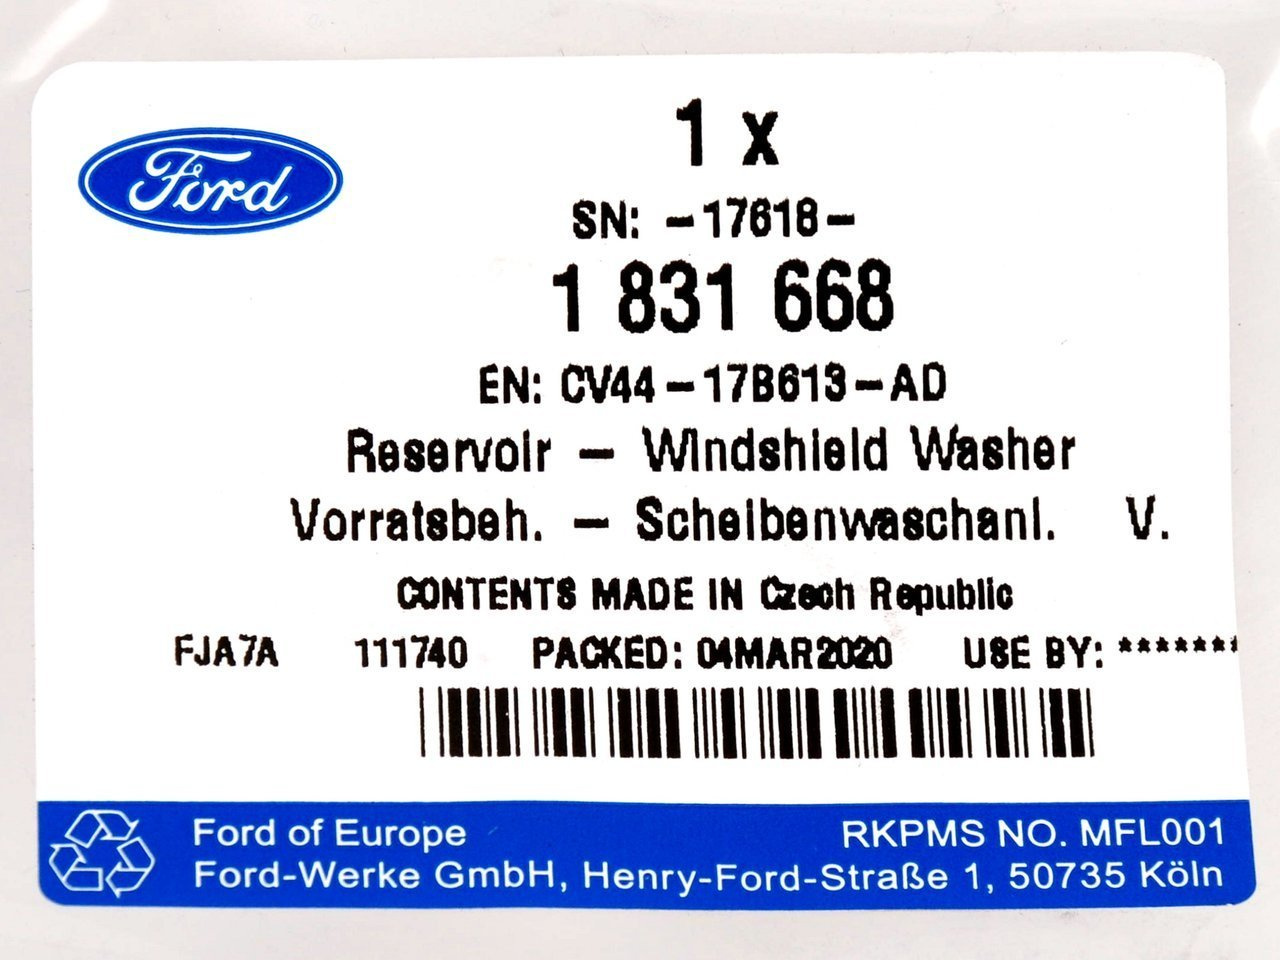 Ford
1 x
SN: -17618-
1 831 668
EN: CV44-17B613-AD
Reservoir - Windshield Washer
Vorratsbeh. - Scheibenwaschanl. V.
CONTENTS MADE IN Czech Republic
FJA7A 111740 PACKED: 04MAR2020 USE BY: *******
Ford of Europe RKPMS NO. MFL001
Ford-Werke GmbH, Henry-Ford-Straße 1, 50735 Köln